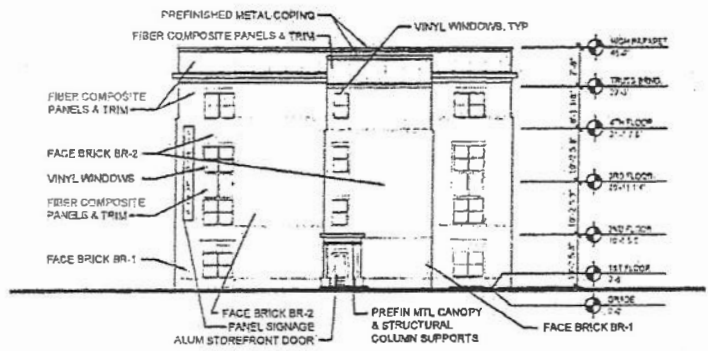 PREFINISHED METAL COPING
FIBER COMPOSITE PANELS & TRIM
VINYL WINDOWS, TYP
FIBER COMPOSITE
PANELS & TRIM
FACE BRICK BR-2
VINYL WINDOWS
FIBER COMPOSITE
PANELS & TRIM
FACE BRICK BR-1
FACE BRICK BR-2
PANEL SIGNAGE
ALUM STOREFRONT DOOR
PREFIN MTL CANOPY
& STRUCTURAL
COLUMN SUPPORTS
FACE BRICK BR-1
HIGH PARAPET
TRUSS BRNG.
4TH FLOOR
3RD FLOOR
2ND FLOOR
1ST FLOOR
GRADE